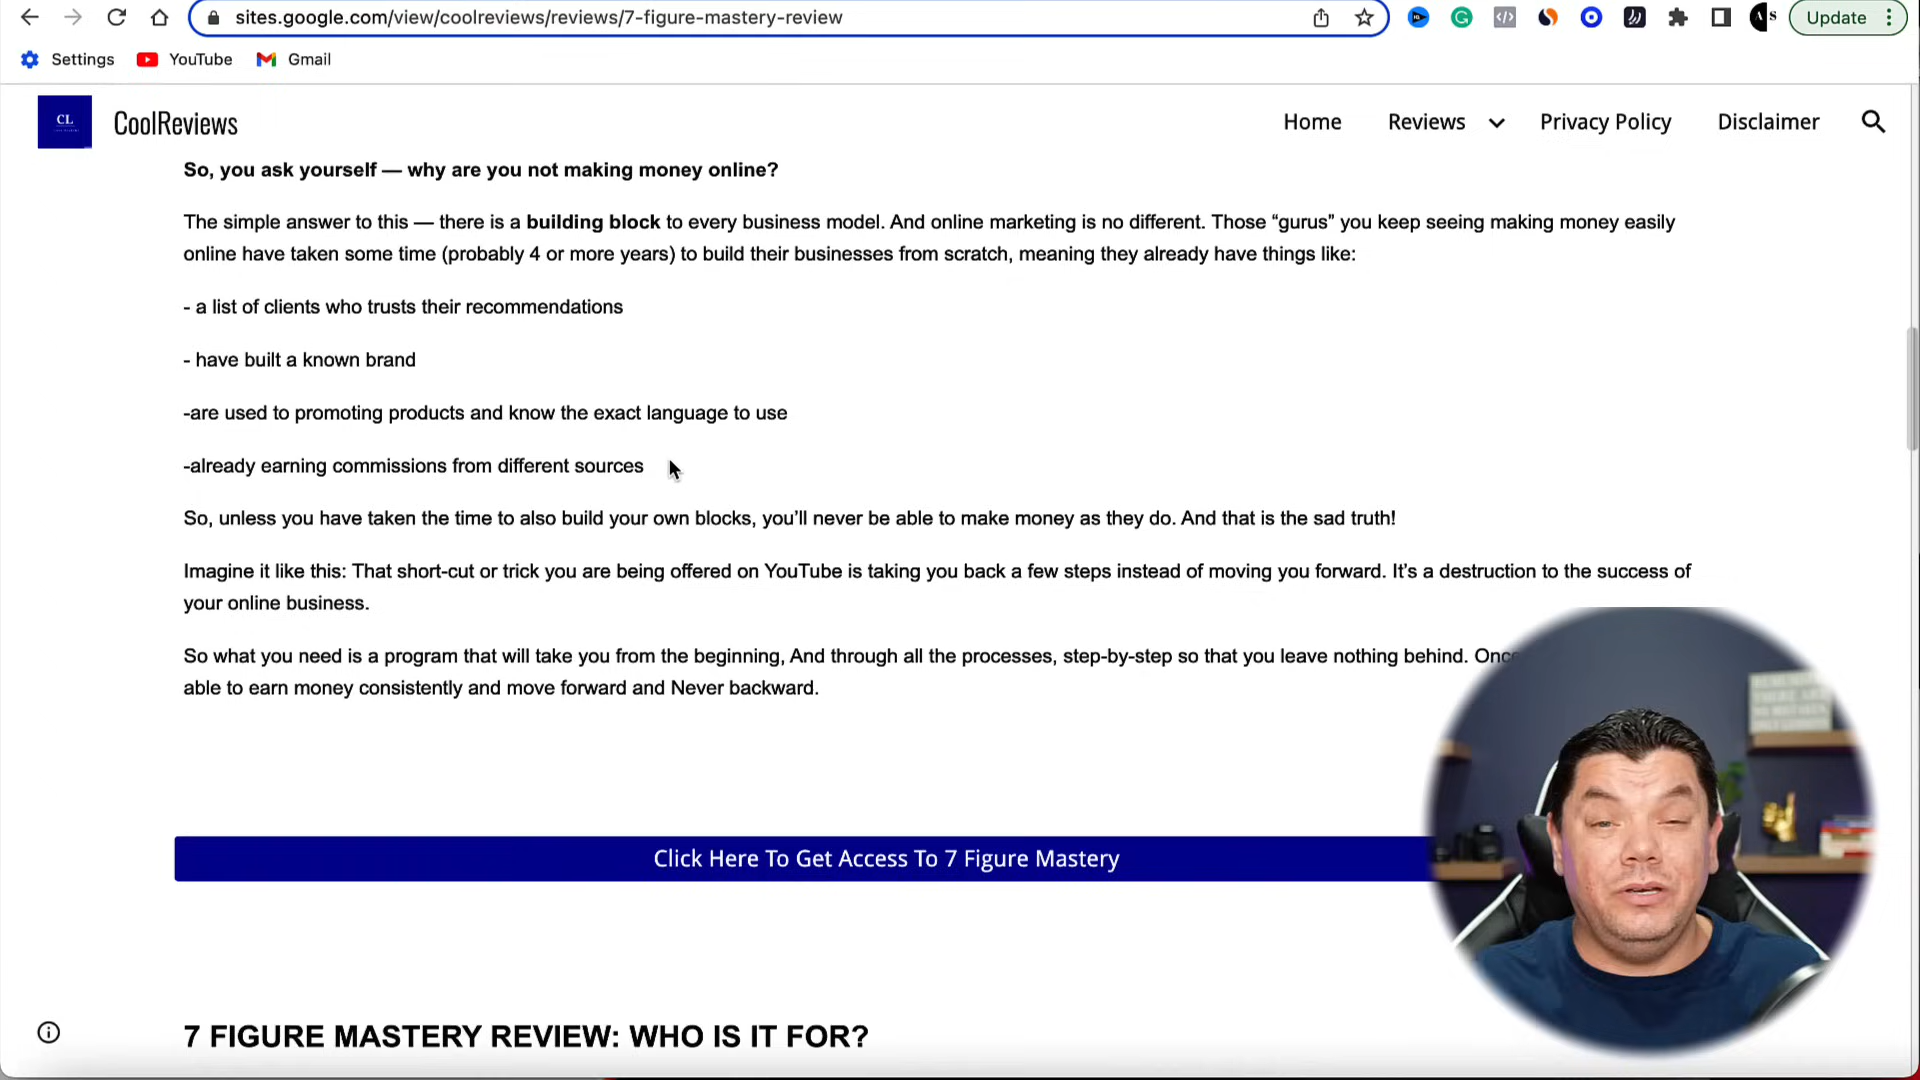 sites.google.com/view/coolreviews/reviews/7-figure-mastery-review
Update
Settings
YouTube
Gmail
CL
CoolReviews
Home
Reviews
Privacy Policy
Disclaimer
So, you ask yourself — why are you not making money online?
The simple answer to this — there is a building block to every business model. And online marketing is no different. Those “gurus” you keep seeing making money easily
online have taken some time (probably 4 or more years) to build their businesses from scratch, meaning they already have things like:
- a list of clients who trusts their recommendations
- have built a known brand
-are used to promoting products and know the exact language to use
-already earning commissions from different sources
So, unless you have taken the time to also build your own blocks, you’ll never be able to make money as they do. And that is the sad truth!
Imagine it like this: That short-cut or trick you are being offered on YouTube is taking you back a few steps instead of moving you forward. It’s a destruction to the success of
your online business.
So what you need is a program that will take you from the beginning, And through all the processes, step-by-step so that you leave nothing behind.
able to earn money consistently and move forward and Never backward.
Click Here To Get Access To 7 Figure Mastery
7 FIGURE MASTERY REVIEW: WHO IS IT FOR?